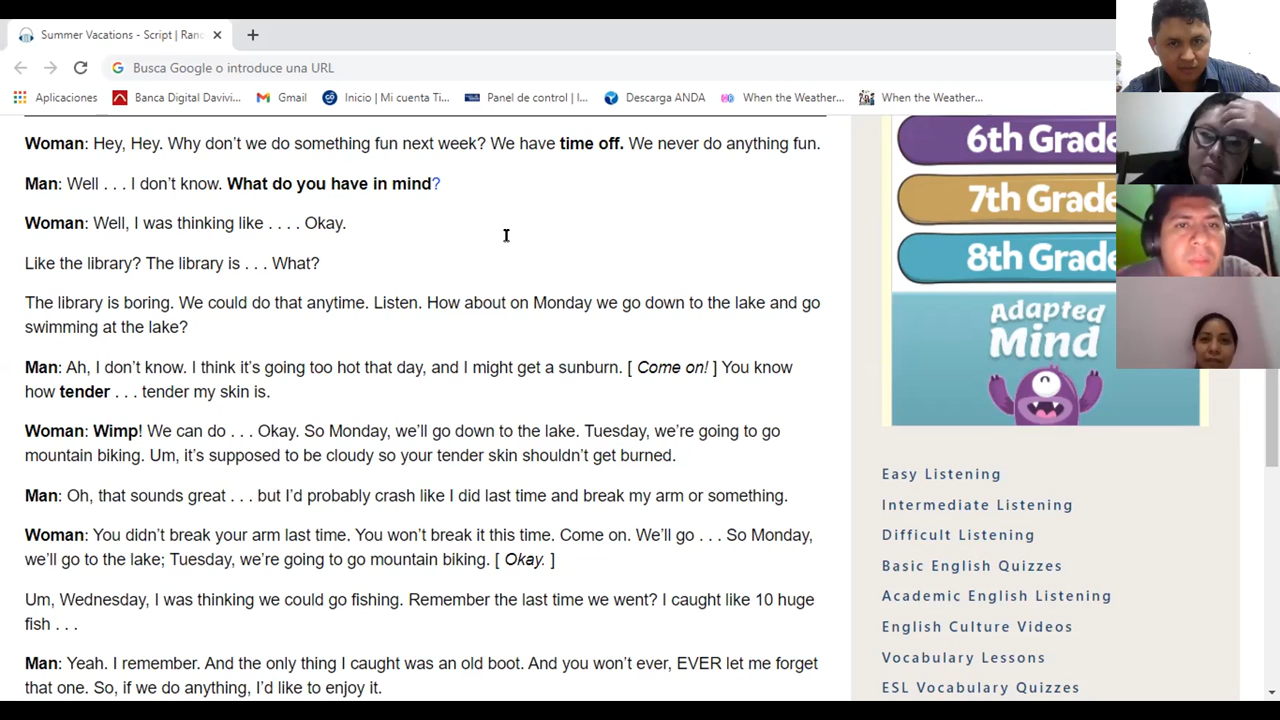 Summer Vacations - Script | Ran
Busca Google o introduce una URL
Aplicaciones
Banca Digital Davivi...
Gmail
Inicio | Mi cuenta Ti...
Panel de control | I...
Descarga ANDA
When the Weather...
When the Weather...
Woman: Hey, Hey. Why don't we do something fun next week? We have time off. We never do anything fun.
Man: Well . . . I don't know. What do you have in mind?
Woman: Well, I was thinking like . . . . Okay.
Like the library? The library is . . . What?
The library is boring. We could do that anytime. Listen. How about on Monday we go down to the lake and go
swimming at the lake?
Man: Ah, I don't know. I think it's going too hot that day, and I might get a sunburn. [ Come on! ] You know
how tender . . . tender my skin is.
Woman: Wimp! We can do . . . Okay. So Monday, we'll go down to the lake. Tuesday, we're going to go
mountain biking. Um, it's supposed to be cloudy so your tender skin shouldn't get burned.
Man: Oh, that sounds great . . . but I'd probably crash like I did last time and break my arm or something.
Woman: You didn't break your arm last time. You won't break it this time. Come on. We'll go . . . So Monday,
we'll go to the lake; Tuesday, we're going to go mountain biking. [ Okay. ]
Um, Wednesday, I was thinking we could go fishing. Remember the last time we went? I caught like 10 huge
fish . . .
Man: Yeah. I remember. And the only thing I caught was an old boot. And you won't ever, EVER let me forget
that one. So, if we do anything, I'd like to enjoy it.
6th Grade
7th Grade
8th Grade
Adapted
Mind
Easy Listening
Intermediate Listening
Difficult Listening
Basic English Quizzes
Academic English Listening
English Culture Videos
Vocabulary Lessons
ESL Vocabulary Quizzes